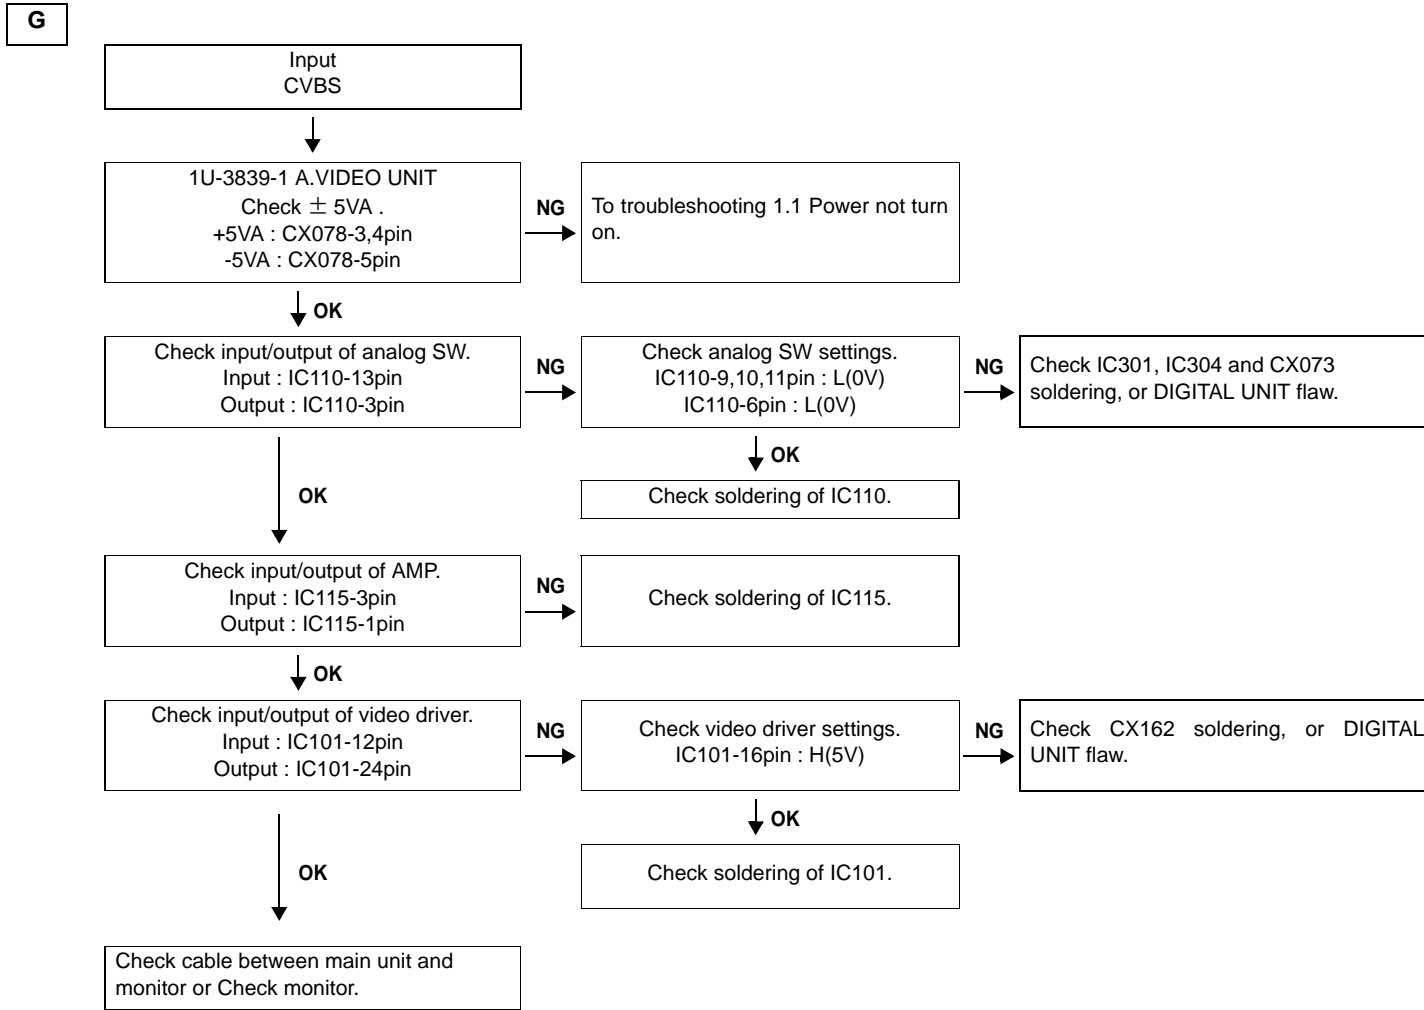 G
Input
CVBS
1U-3839-1 A.VIDEO UNIT
Check ± 5VA .
+5VA : CX078-3,4pin
-5VA : CX078-5pin
NG
To troubleshooting 1.1 Power not turn
on.
OK
Check input/output of analog SW.
Input : IC110-13pin
Output : IC110-3pin
NG
Check analog SW settings.
IC110-9,10,11pin : L(0V)
IC110-6pin : L(0V)
NG
Check IC301, IC304 and CX073
soldering, or DIGITAL UNIT flaw.
OK
Check soldering of IC110.
OK
Check input/output of AMP.
Input : IC115-3pin
Output : IC115-1pin
NG
Check soldering of IC115.
OK
Check input/output of video driver.
Input : IC101-12pin
Output : IC101-24pin
NG
Check video driver settings.
IC101-16pin : H(5V)
NG
Check CX162 soldering, or DIGITAL
UNIT flaw.
OK
Check soldering of IC101.
OK
Check cable between main unit and
monitor or Check monitor.